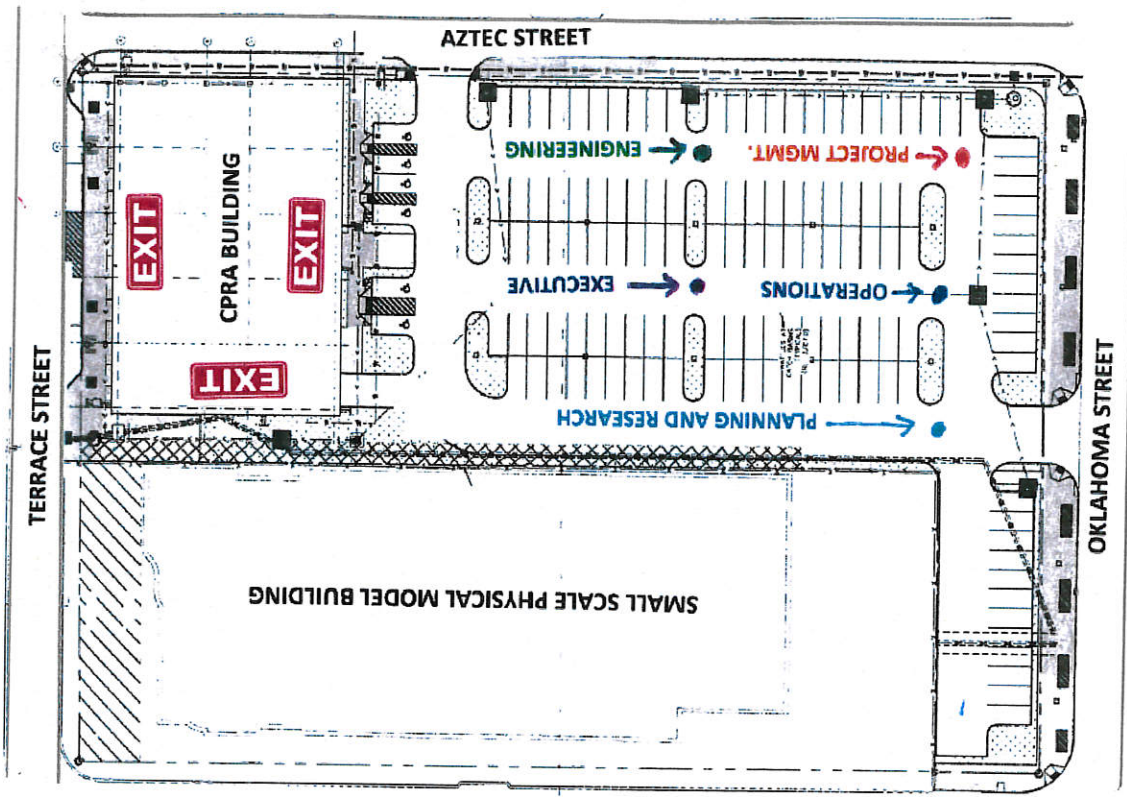 AZTEC STREET
ENGINEERING
PROJECT MGMT.
CPRA BUILDING
EXIT
EXIT
EXIT
EXECUTIVE
OPERATIONS
PLANNING AND RESEARCH
TERRACE STREET
OKLAHOMA STREET
SMALL SCALE PHYSICAL MODEL BUILDING